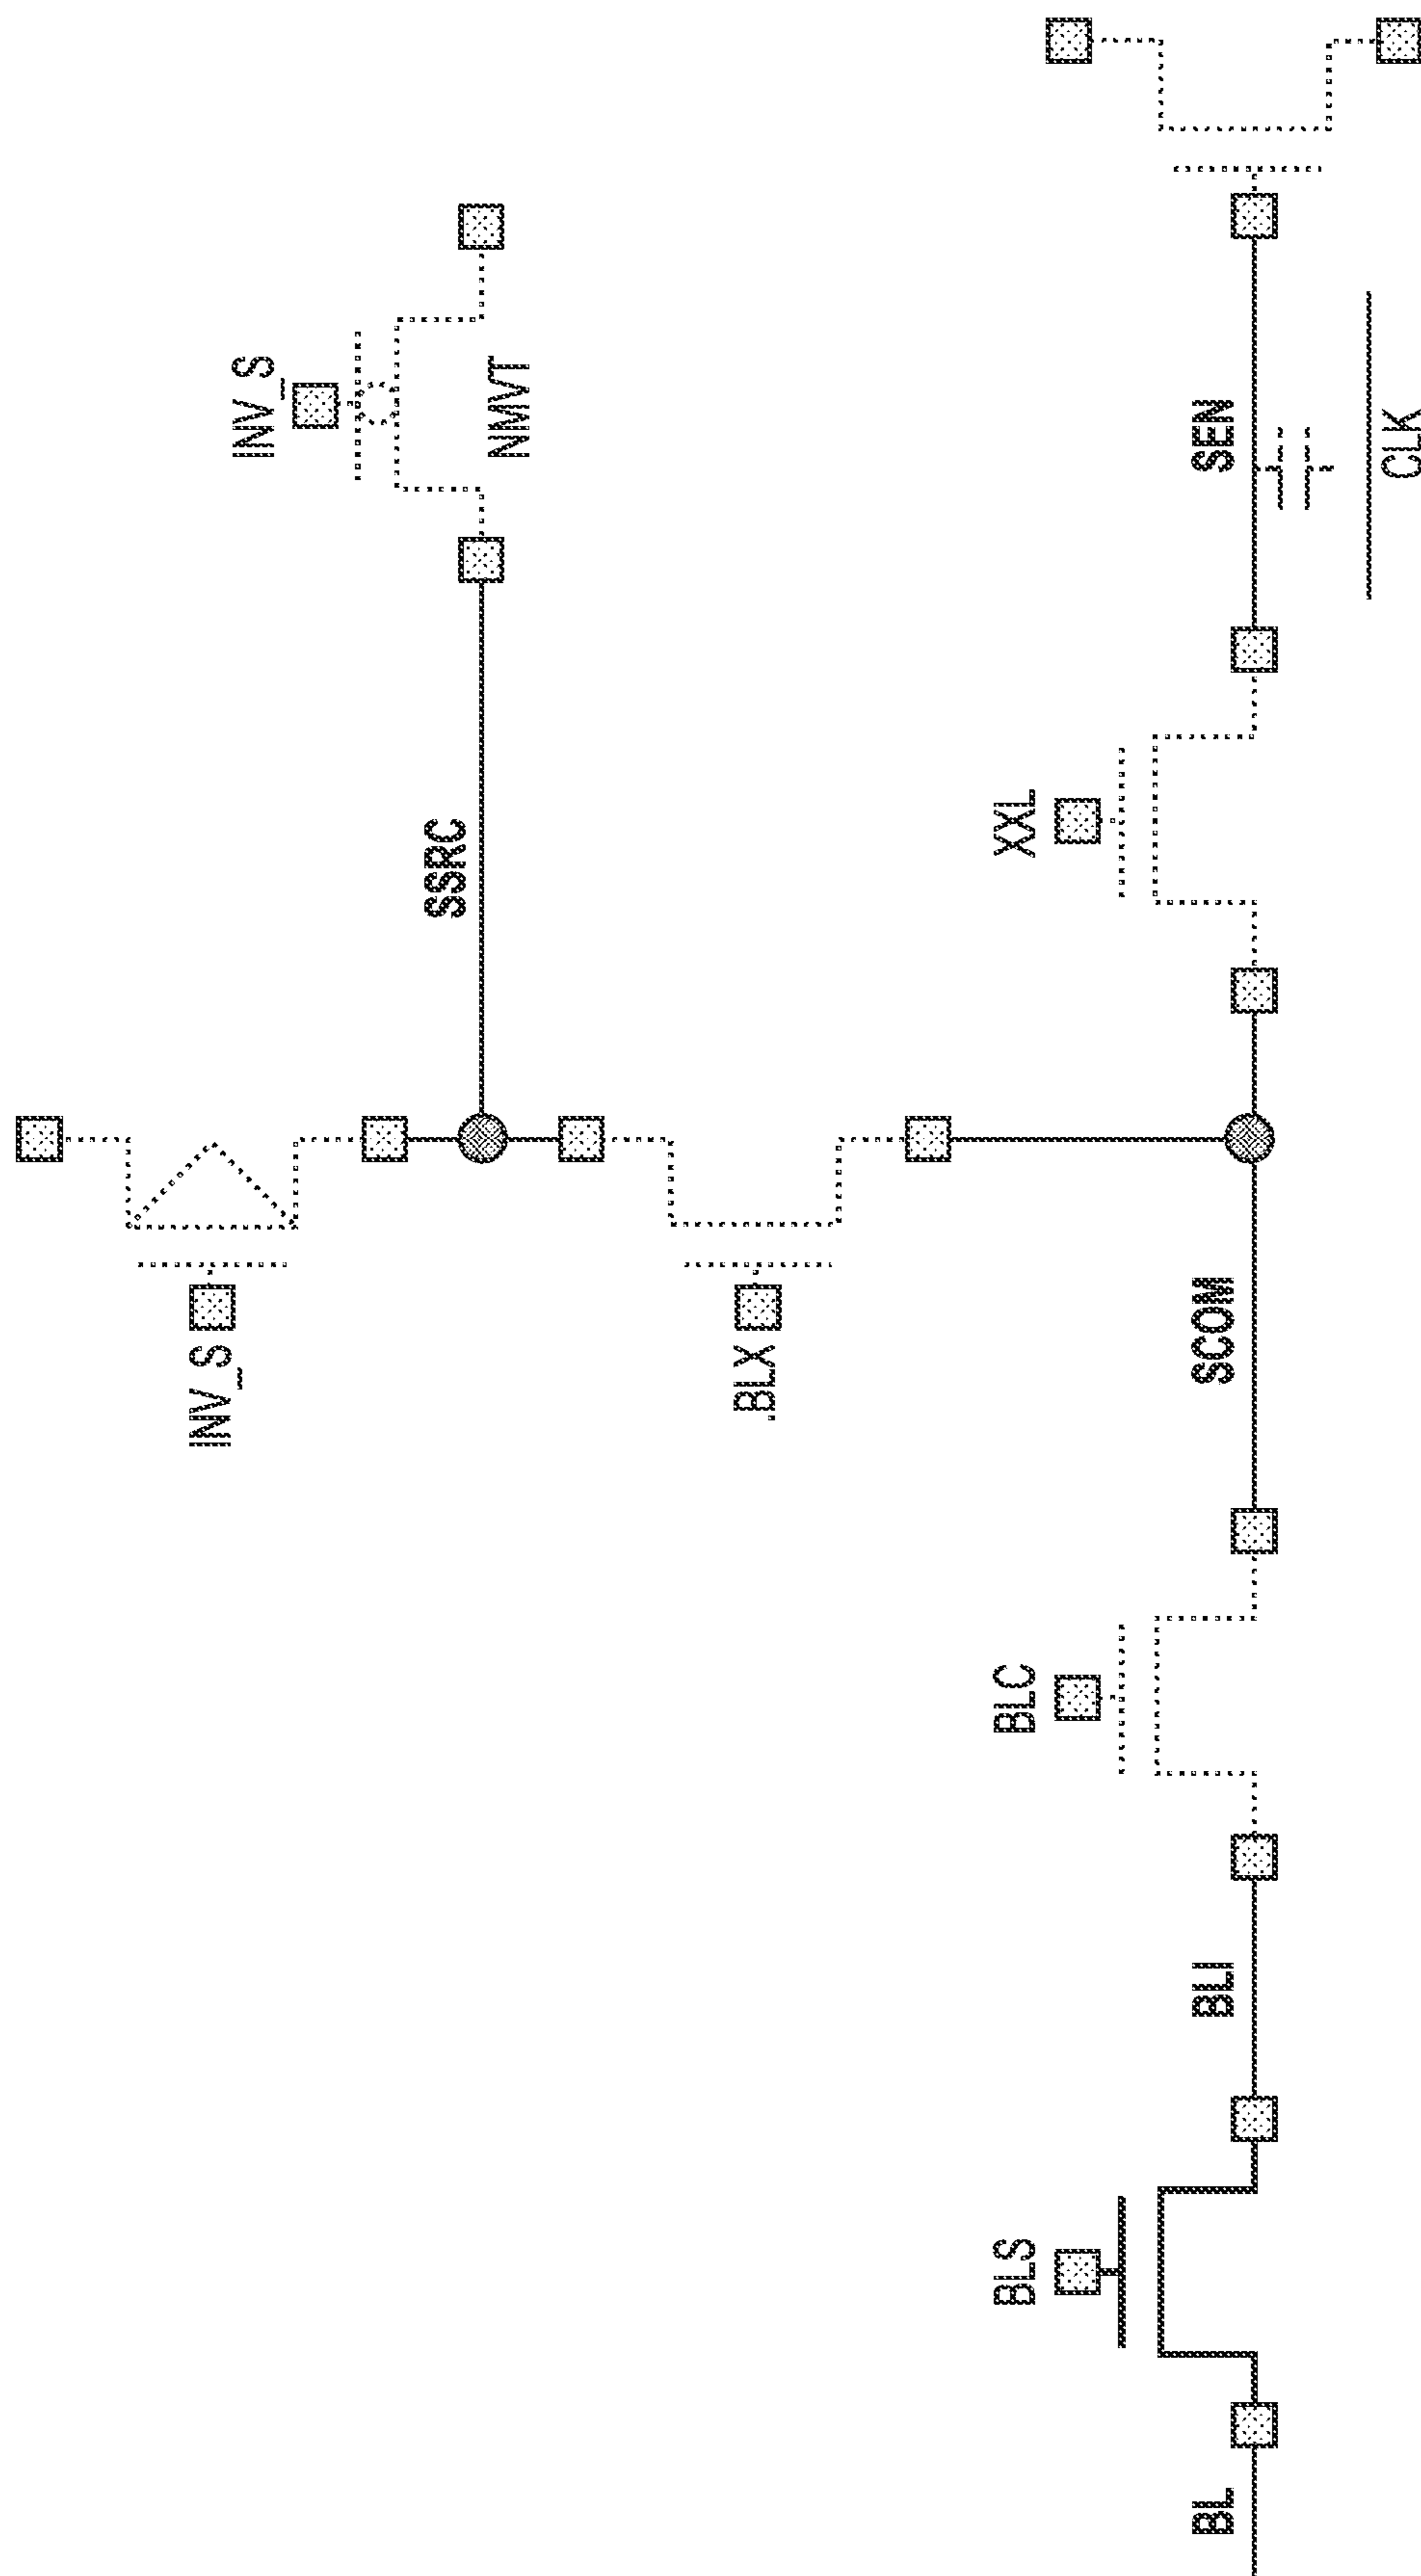 INV_S
INV_S
SSRC
NMVT
.BLX
BLS
BLC
XXL
BL
BLI
SCOM
SEN
CLK